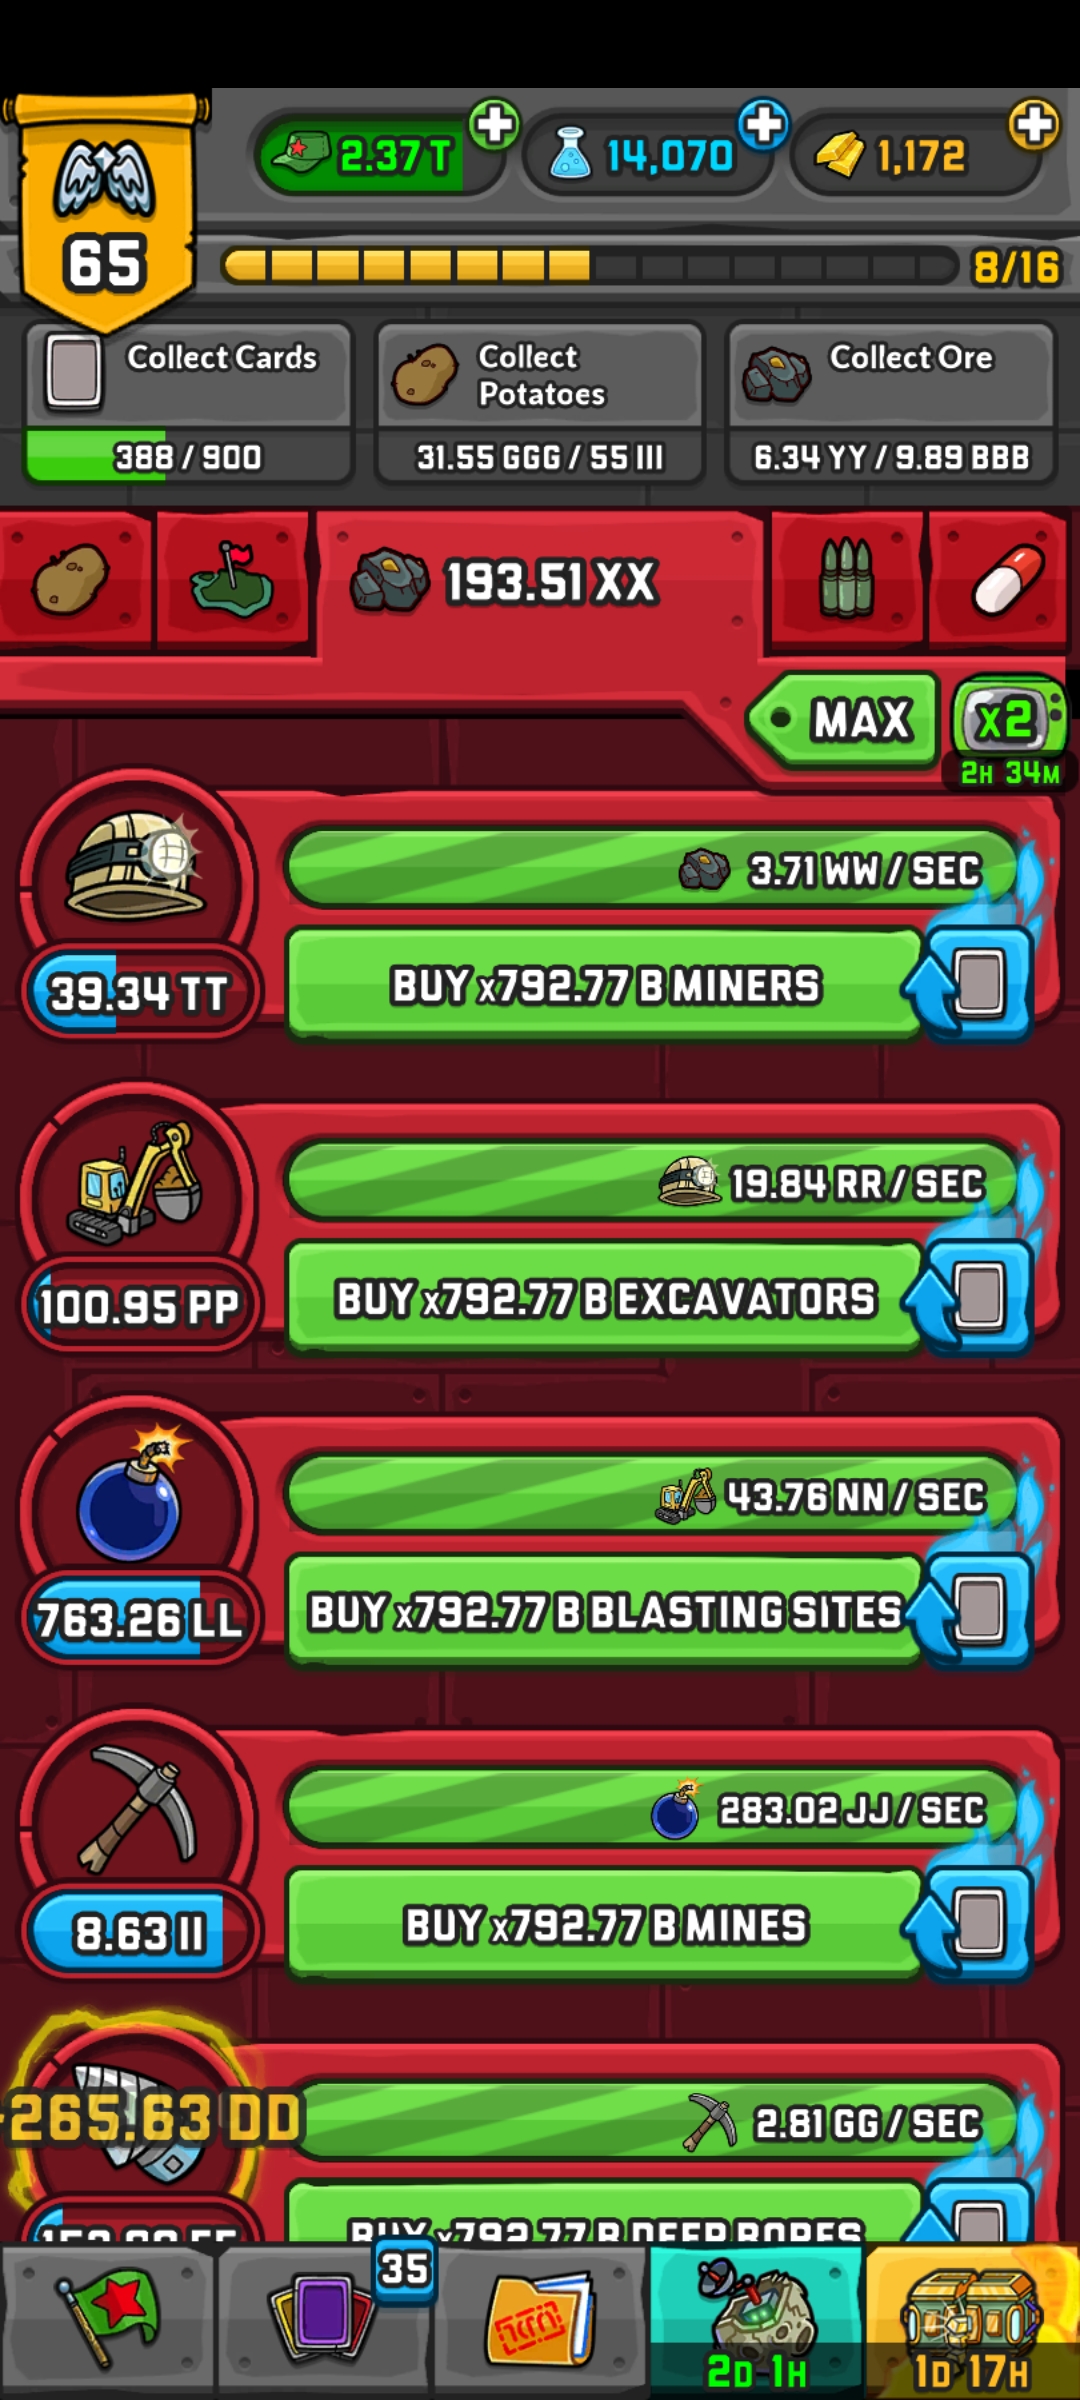 2.37 T
14,070
1,172
65
8/16
Collect Cards
388 / 900
Collect
Potatoes
31.55 GGG / 55 III
Collect Ore
6.34 YY / 9.89 BBB
193.51 XX
MAX
x2
2H 34M
3.71 WW / SEC
39.34 TT
BUY x792.77 B MINERS
19.84 RR / SEC
100.95 PP
BUY x792.77 B EXCAVATORS
43.76 NN / SEC
763.26 LL
BUY x792.77 B BLASTING SITES
283.02 JJ / SEC
8.63 II
BUY x792.77 B MINES
265.63 DD
2.81 GG / SEC
BUY x792.77 B DEEP BORES
35
2D 1H
1D 17H